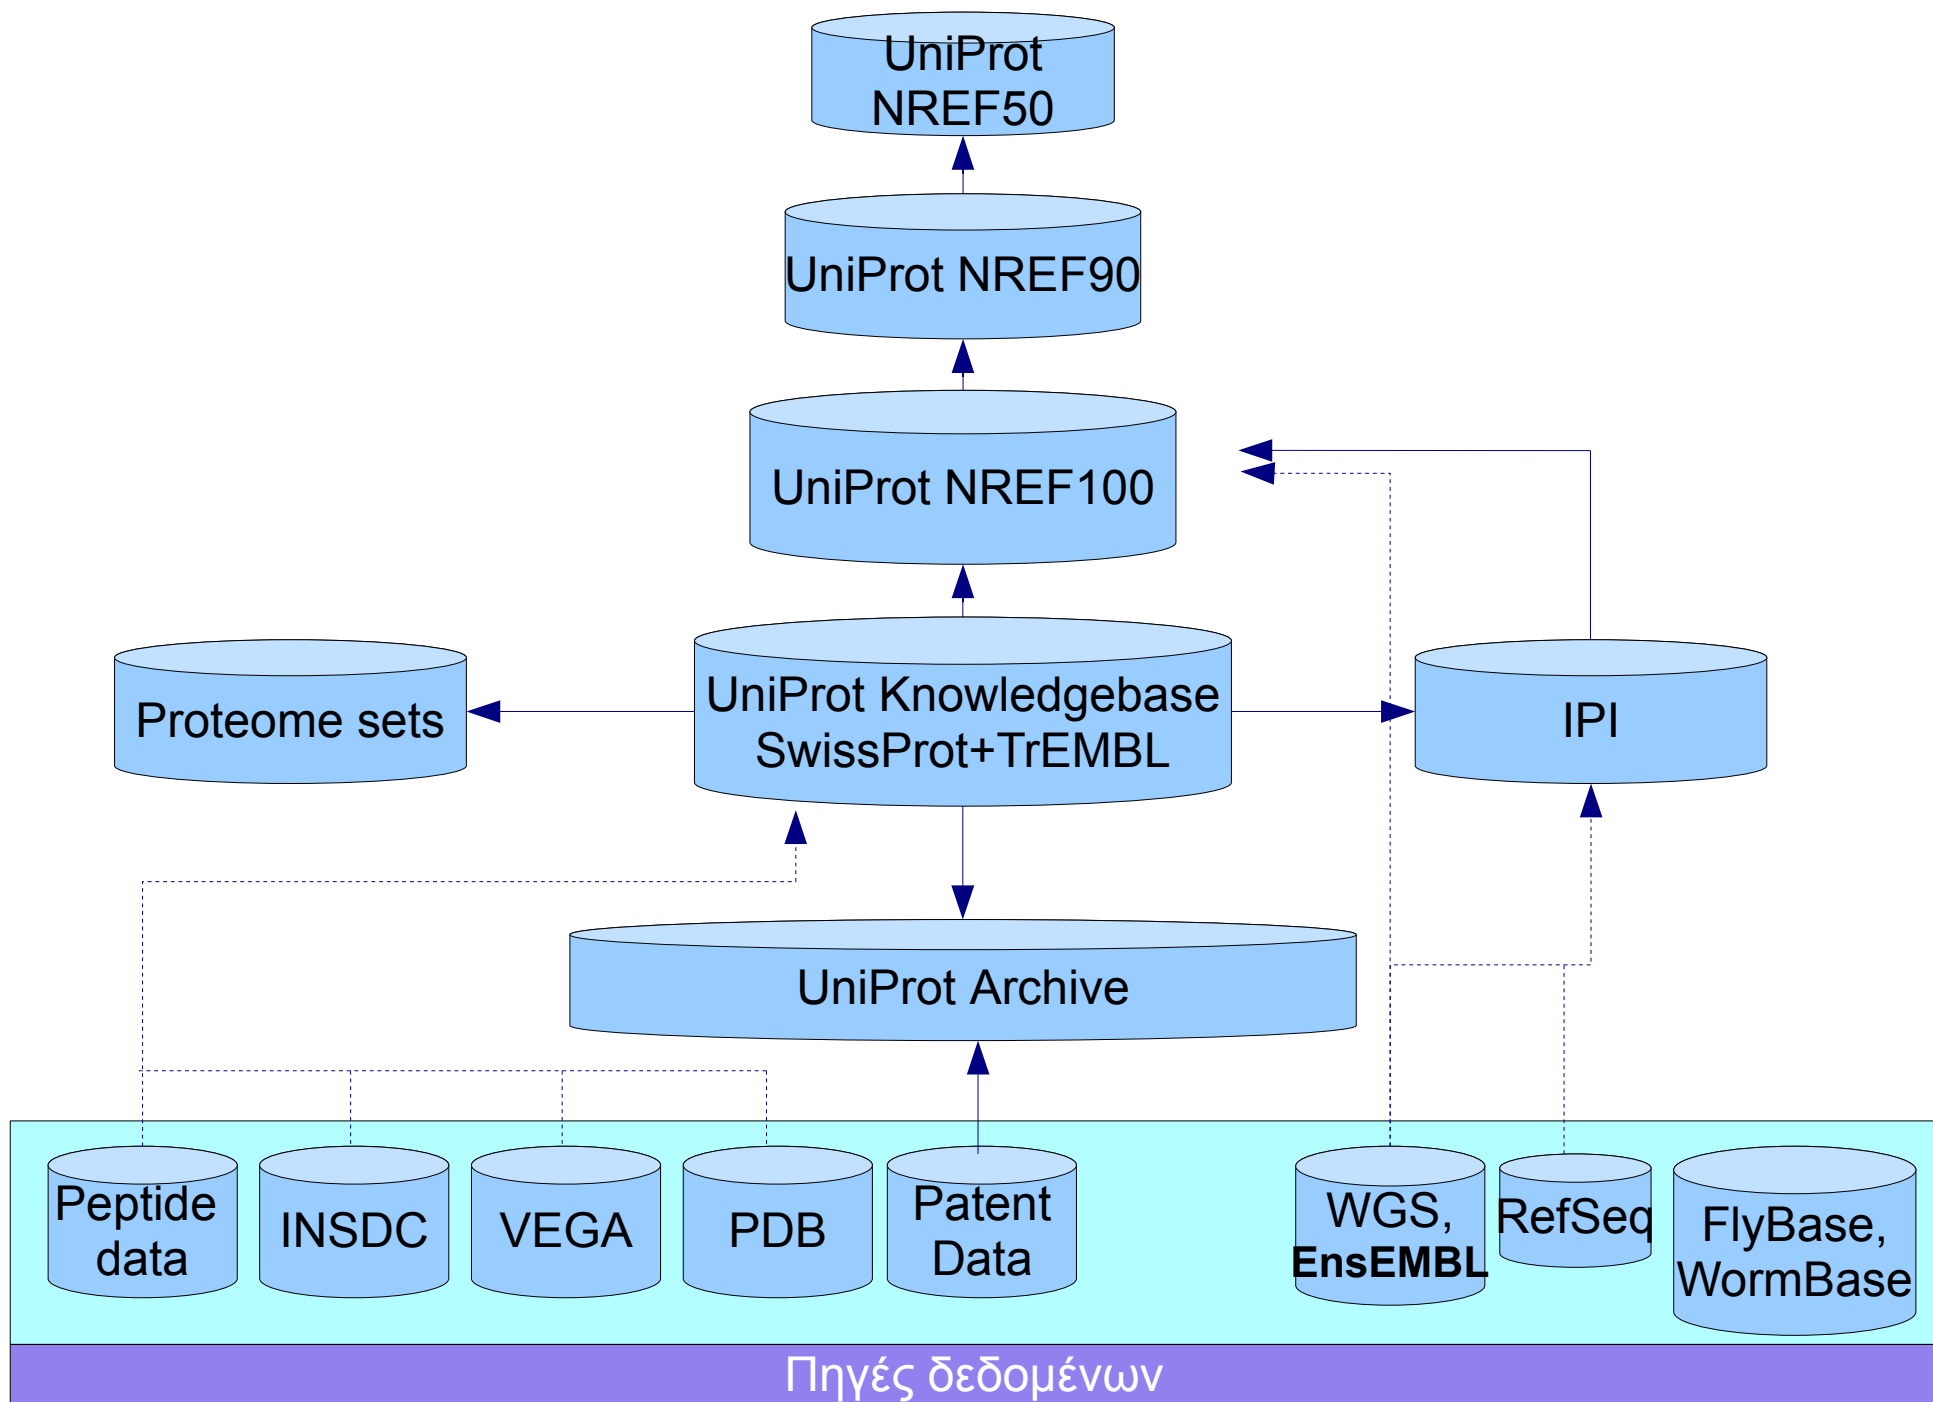 UniProt
NREF50
UniProt NREF90
UniProt NREF100
Proteome sets
UniProt Knowledgebase
SwissProt+TrEMBL
IPI
UniProt Archive
Peptide
data
INSDC
VEGA
PDB
Patent
Data
WGS,
EnsEMBL
RefSeq
FlyBase,
WormBase
Πηγές δεδομένων